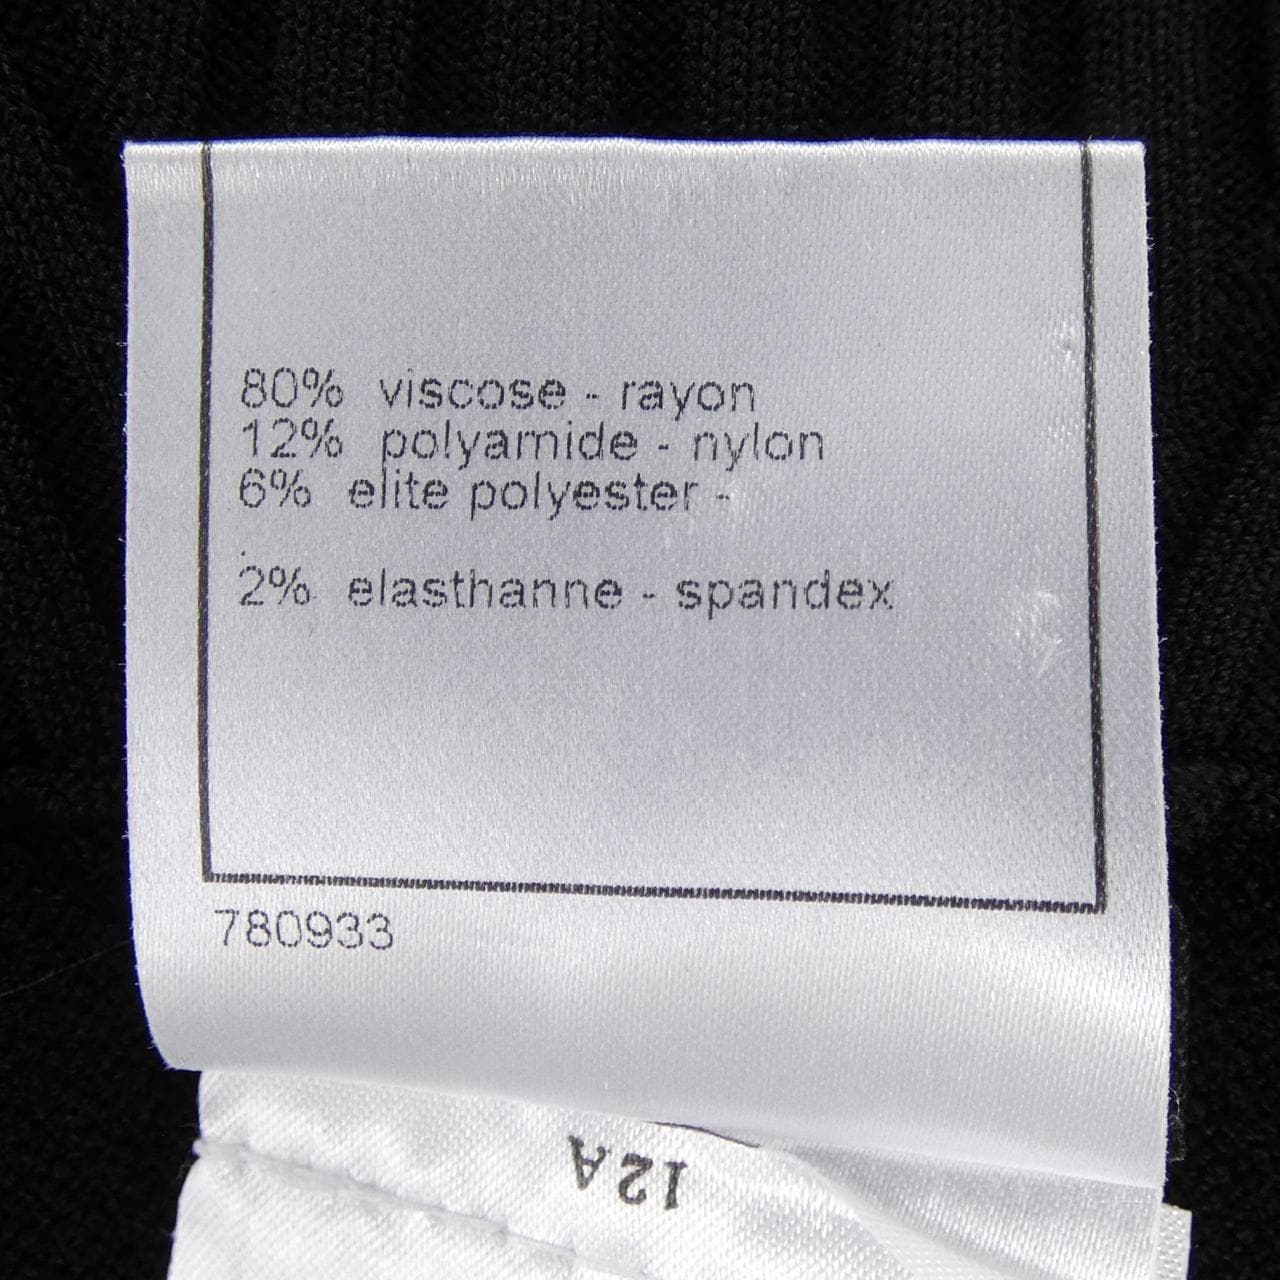 80% viscose - rayon
12% polyamide - nylon
6% elite polyester -
2% elasthanne - spandex
780933
12A